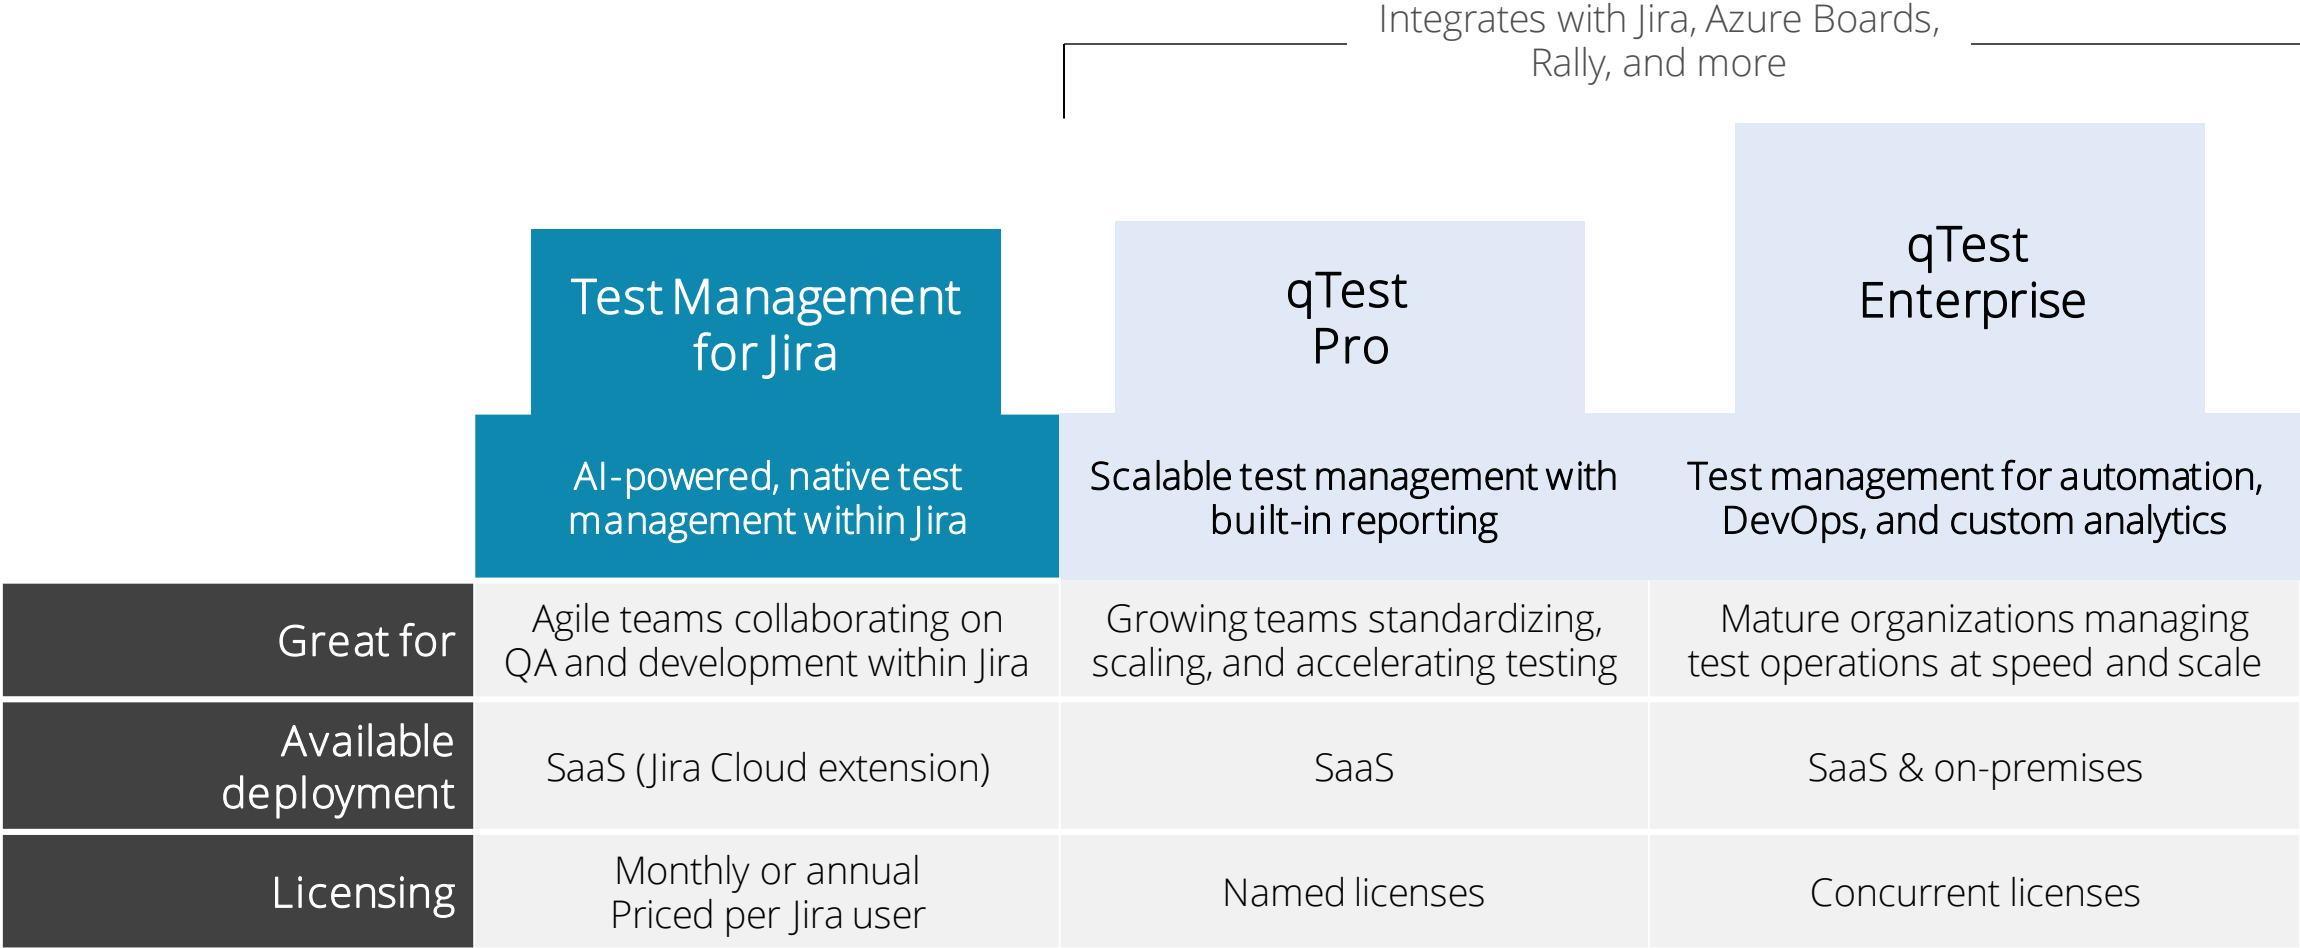 Integrates with Jira, Azure Boards,
Rally, and more
Test Management
for Jira
qTest
Pro
qTest
Enterprise
AI-powered, native test
management within Jira
Scalable test management with
built-in reporting
Test management for automation,
DevOps, and custom analytics
Great for
Agile teams collaborating on
QA and development within Jira
Growing teams standardizing,
scaling, and accelerating testing
Mature organizations managing
test operations at speed and scale
Available
deployment
SaaS (Jira Cloud extension)
SaaS
SaaS & on-premises
Licensing
Monthly or annual
Priced per Jira user
Named licenses
Concurrent licenses